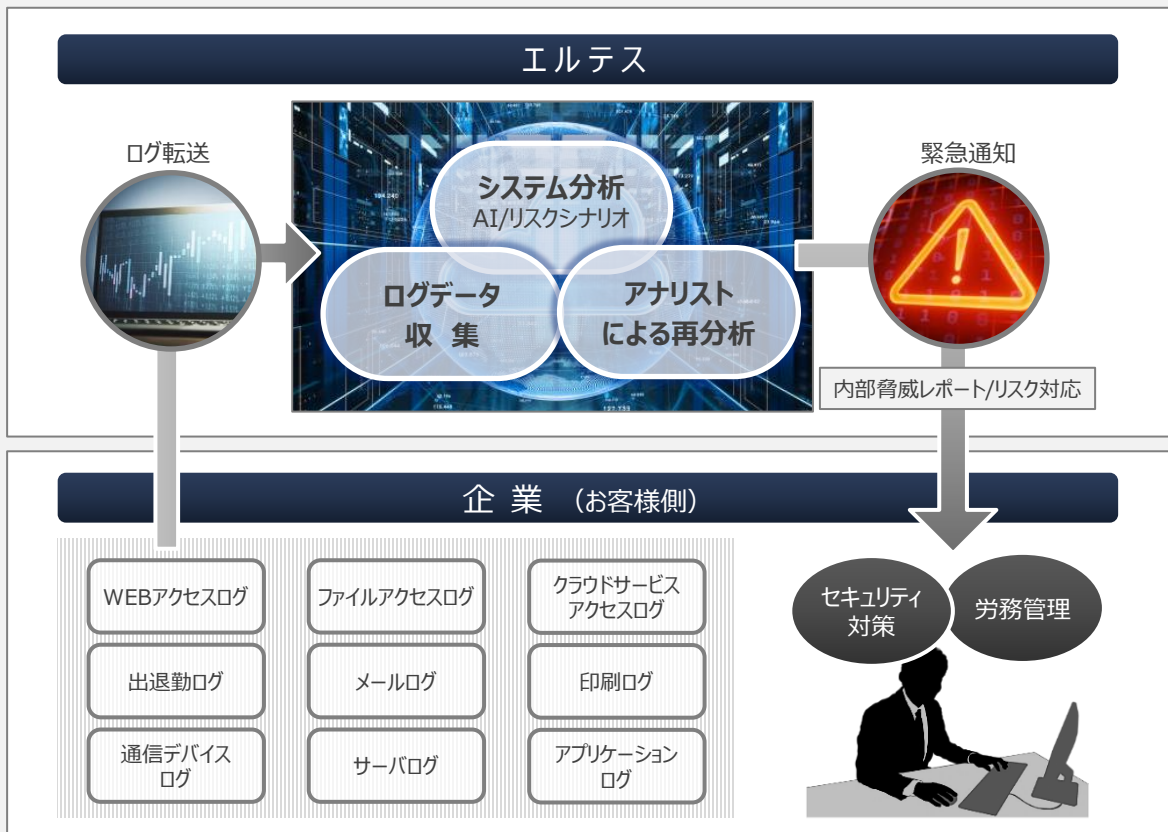 エルテス
ログ転送
緊急通知
システム分析
AI/リスクシナリオ
ログデータ
収 集
アナリスト
による再分析
内部脅威レポート/リスク対応
企 業 （お客様側）
WEBアクセスログ
ファイルアクセスログ
クラウドサービス
アクセスログ
出退勤ログ
メールログ
印刷ログ
通信デバイス
ログ
サーバログ
アプリケーション
ログ
セキュリティ
対策
労務管理